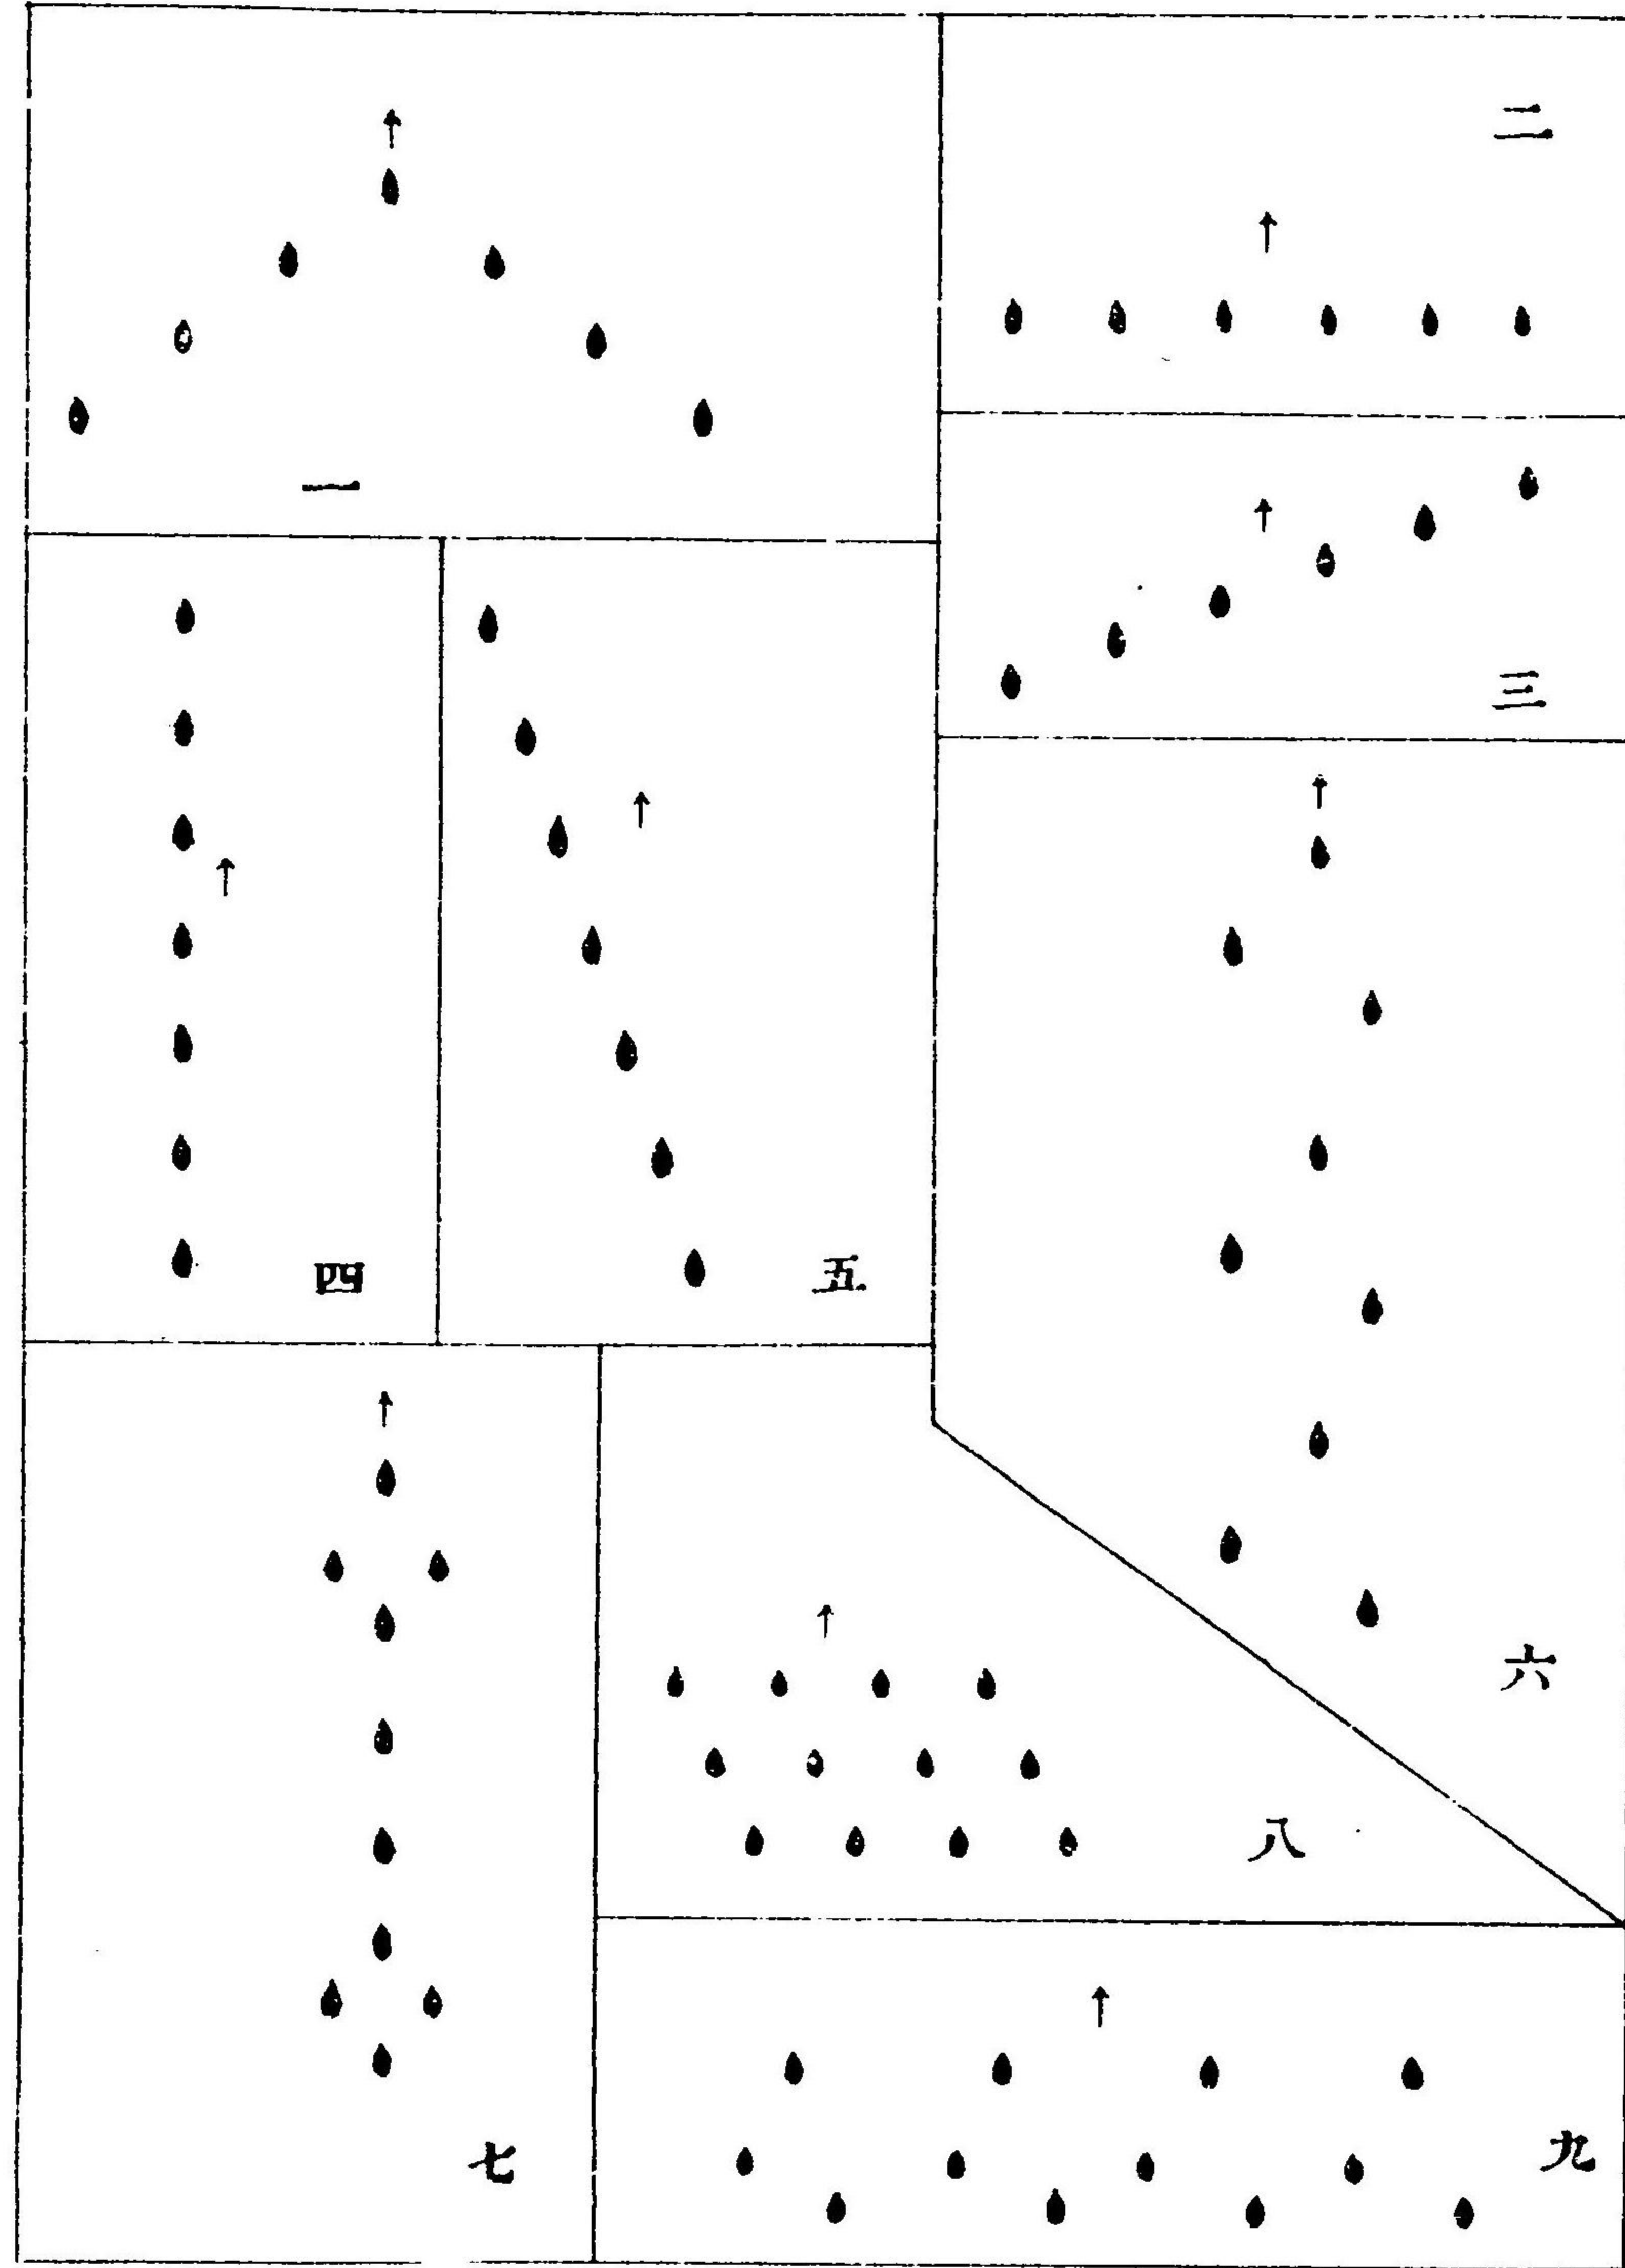 一
二
三
四
五
六
七
八
九